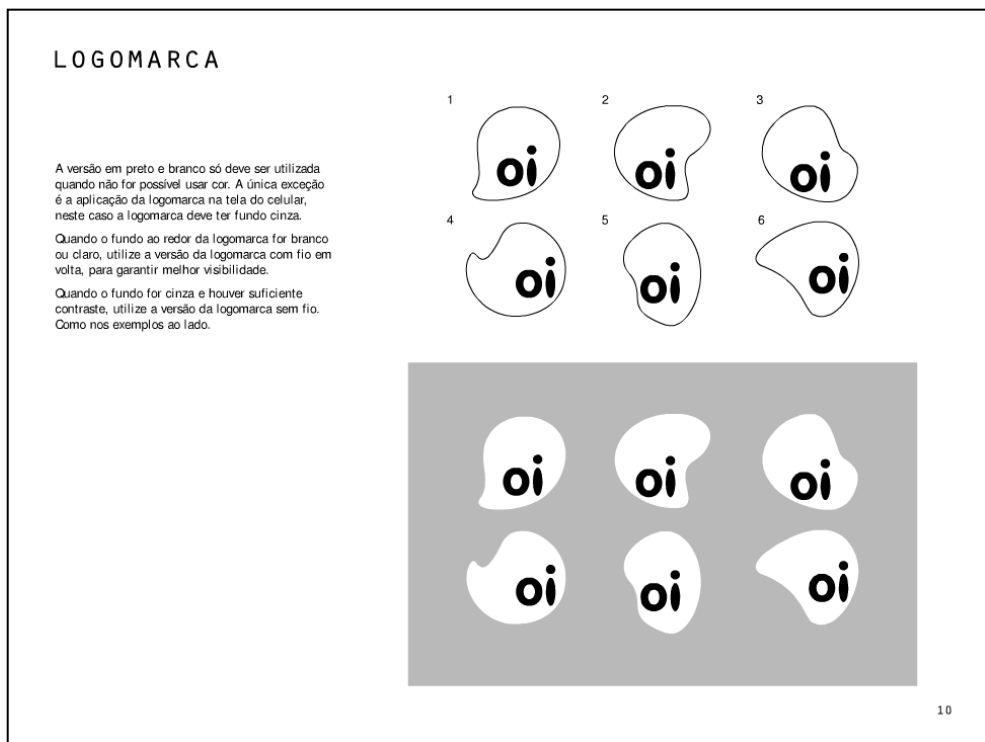 LOGOMARCA
A versão em preto e branco só deve ser utilizada
quando não for possível usar cor. A única exceção
é a aplicação da logomarca na tela do celular,
neste caso a logomarca deve ter fundo cinza.
Quando o fundo ao redor da logomarca for branco
ou claro, utilize a versão da logomarca com fio em
volta, para garantir melhor visibilidade.
Quando o fundo for cinza e houver suficiente
contraste, utilize a versão da logomarca sem fio.
Como nos exemplos ao lado.
1 2 3
oi oi oi
4 5 6
oi oi oi
oi oi oi
oi oi oi
10